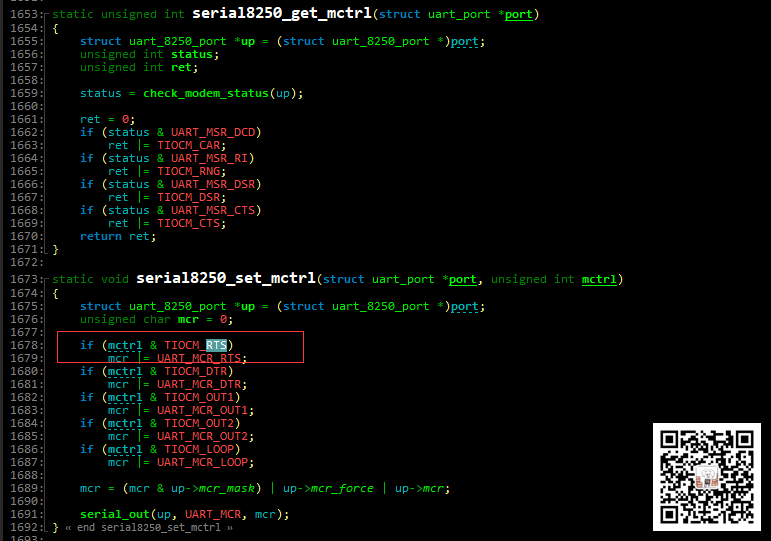 1653: static unsigned int serial8250_get_mctrl(struct uart_port *port)
1654: {
1655:     struct uart_8250_port *up = (struct uart_8250_port *)port;
1656:     unsigned int status;
1657:     unsigned int ret;
1658:
1659:     status = check_modem_status(up);
1660:
1661:     ret = 0;
1662:     if (status & UART_MSR_DCD)
1663:         ret |= TIOCM_CAR;
1664:     if (status & UART_MSR_RI)
1665:         ret |= TIOCM_RNG;
1666:     if (status & UART_MSR_DSR)
1667:         ret |= TIOCM_DSR;
1668:     if (status & UART_MSR_CTS)
1669:         ret |= TIOCM_CTS;
1670:     return ret;
1671: }
1672:
1673: static void serial8250_set_mctrl(struct uart_port *port, unsigned int mctrl)
1674: {
1675:     struct uart_8250_port *up = (struct uart_8250_port *)port;
1676:     unsigned char mcr = 0;
1677:
1678:     if (mctrl & TIOCM_RTS)
1679:         mcr |= UART_MCR_RTS;
1680:     if (mctrl & TIOCM_DTR)
1681:         mcr |= UART_MCR_DTR;
1682:     if (mctrl & TIOCM_OUT1)
1683:         mcr |= UART_MCR_OUT1;
1684:     if (mctrl & TIOCM_OUT2)
1685:         mcr |= UART_MCR_OUT2;
1686:     if (mctrl & TIOCM_LOOP)
1687:         mcr |= UART_MCR_LOOP;
1688:
1689:     mcr = (mcr & up->mcr_mask) | up->mcr_force | up->mcr;
1690:
1691:     serial_out(up, UART_MCR, mcr);
1692: } « end serial8250_set_mctrl »